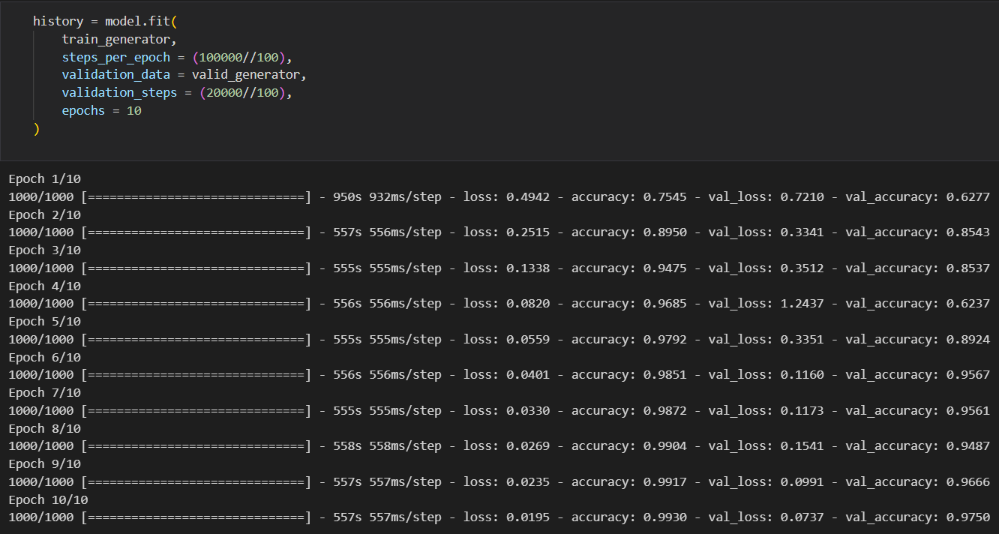 history = model.fit(
    train_generator,
    steps_per_epoch = (100000//100),
    validation_data = valid_generator,
    validation_steps = (20000//100),
    epochs = 10
)
Epoch 1/10
1000/1000 [==============================] - 950s 932ms/step - loss: 0.4942 - accuracy: 0.7545 - val_loss: 0.7210 - val_accuracy: 0.6277
Epoch 2/10
1000/1000 [==============================] - 557s 556ms/step - loss: 0.2515 - accuracy: 0.8950 - val_loss: 0.3341 - val_accuracy: 0.8543
Epoch 3/10
1000/1000 [==============================] - 555s 555ms/step - loss: 0.1338 - accuracy: 0.9475 - val_loss: 0.3512 - val_accuracy: 0.8537
Epoch 4/10
1000/1000 [==============================] - 556s 556ms/step - loss: 0.0820 - accuracy: 0.9685 - val_loss: 1.2437 - val_accuracy: 0.6237
Epoch 5/10
1000/1000 [==============================] - 555s 555ms/step - loss: 0.0559 - accuracy: 0.9792 - val_loss: 0.3351 - val_accuracy: 0.8924
Epoch 6/10
1000/1000 [==============================] - 556s 556ms/step - loss: 0.0401 - accuracy: 0.9851 - val_loss: 0.1160 - val_accuracy: 0.9567
Epoch 7/10
1000/1000 [==============================] - 555s 555ms/step - loss: 0.0330 - accuracy: 0.9872 - val_loss: 0.1173 - val_accuracy: 0.9561
Epoch 8/10
1000/1000 [==============================] - 558s 558ms/step - loss: 0.0269 - accuracy: 0.9904 - val_loss: 0.1541 - val_accuracy: 0.9487
Epoch 9/10
1000/1000 [==============================] - 557s 557ms/step - loss: 0.0235 - accuracy: 0.9917 - val_loss: 0.0991 - val_accuracy: 0.9666
Epoch 10/10
1000/1000 [==============================] - 557s 557ms/step - loss: 0.0195 - accuracy: 0.9930 - val_loss: 0.0737 - val_accuracy: 0.9750